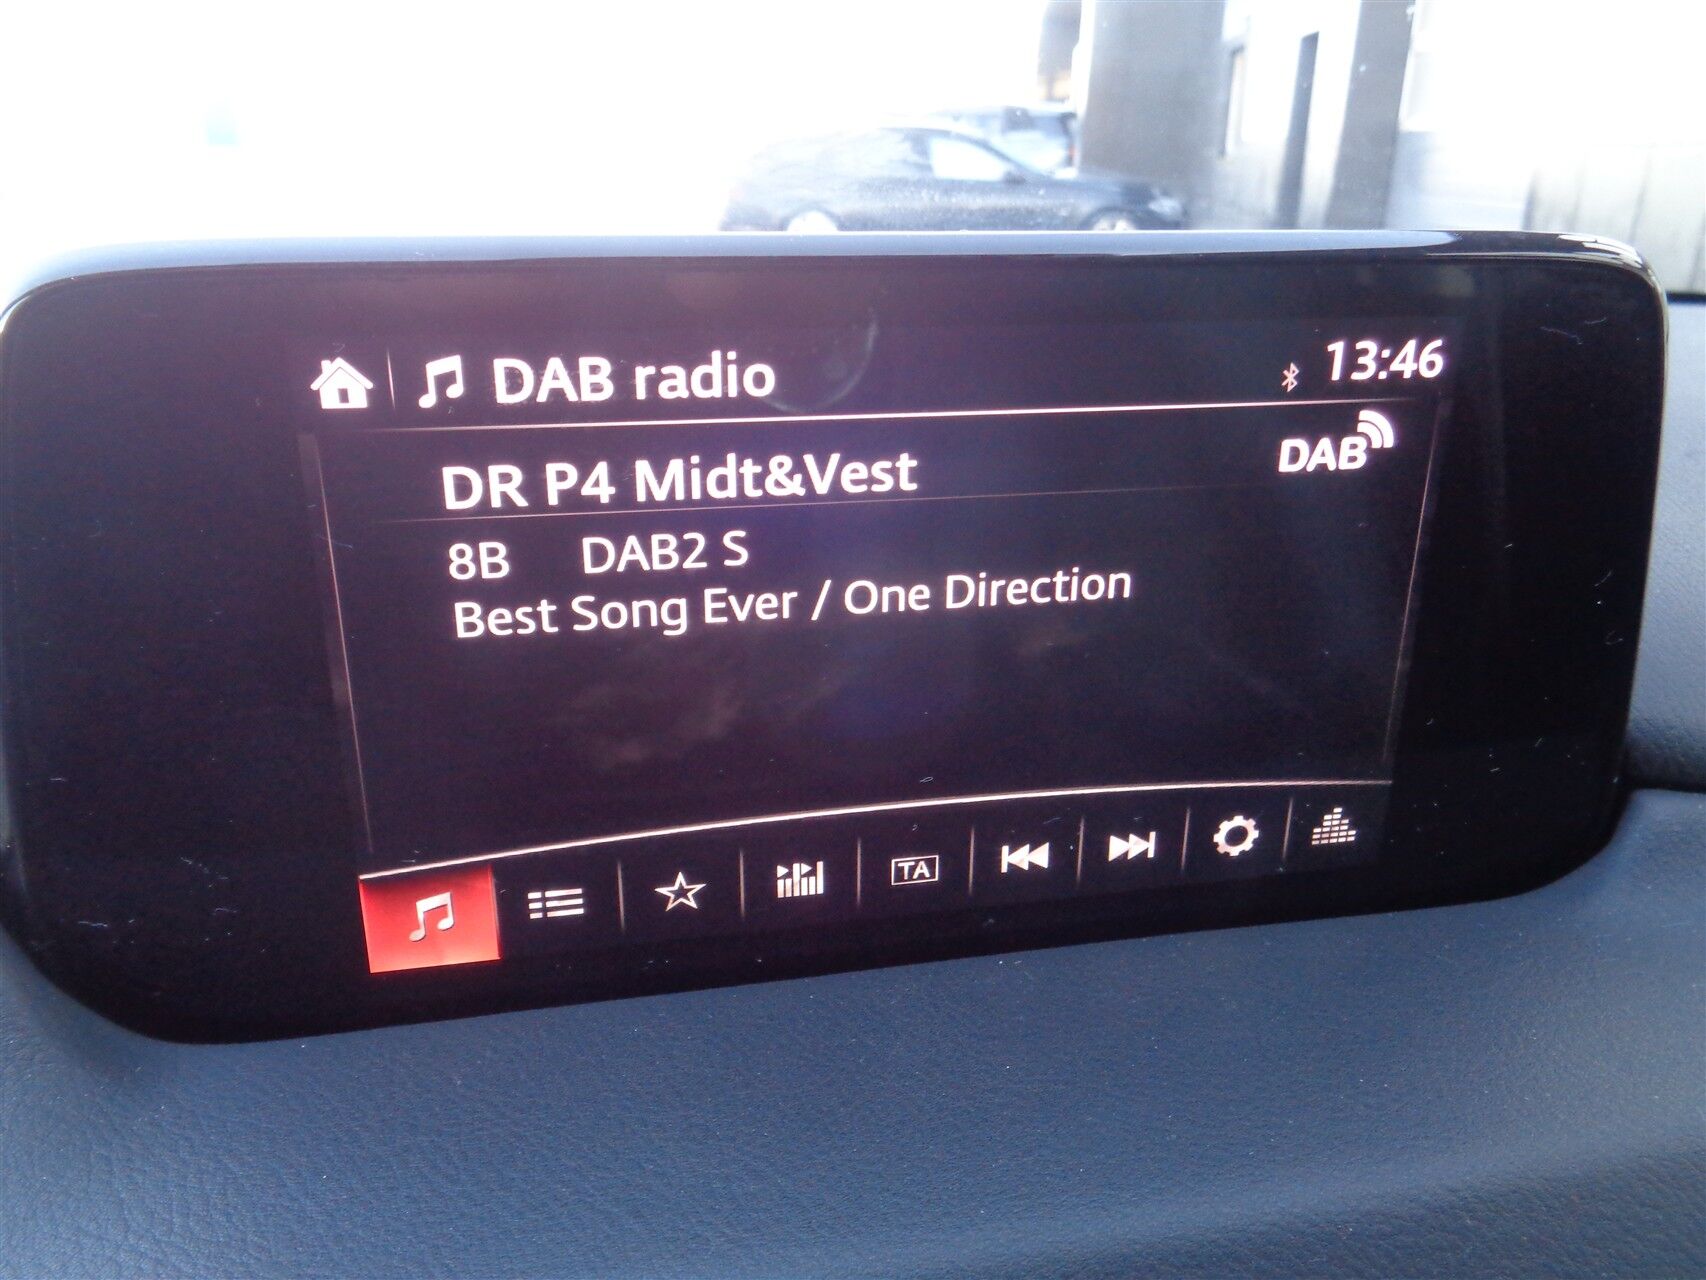 DAB radio 13:46
DR P4 Midt&Vest DAB
8B DAB2 S
Best Song Ever / One Direction
TA